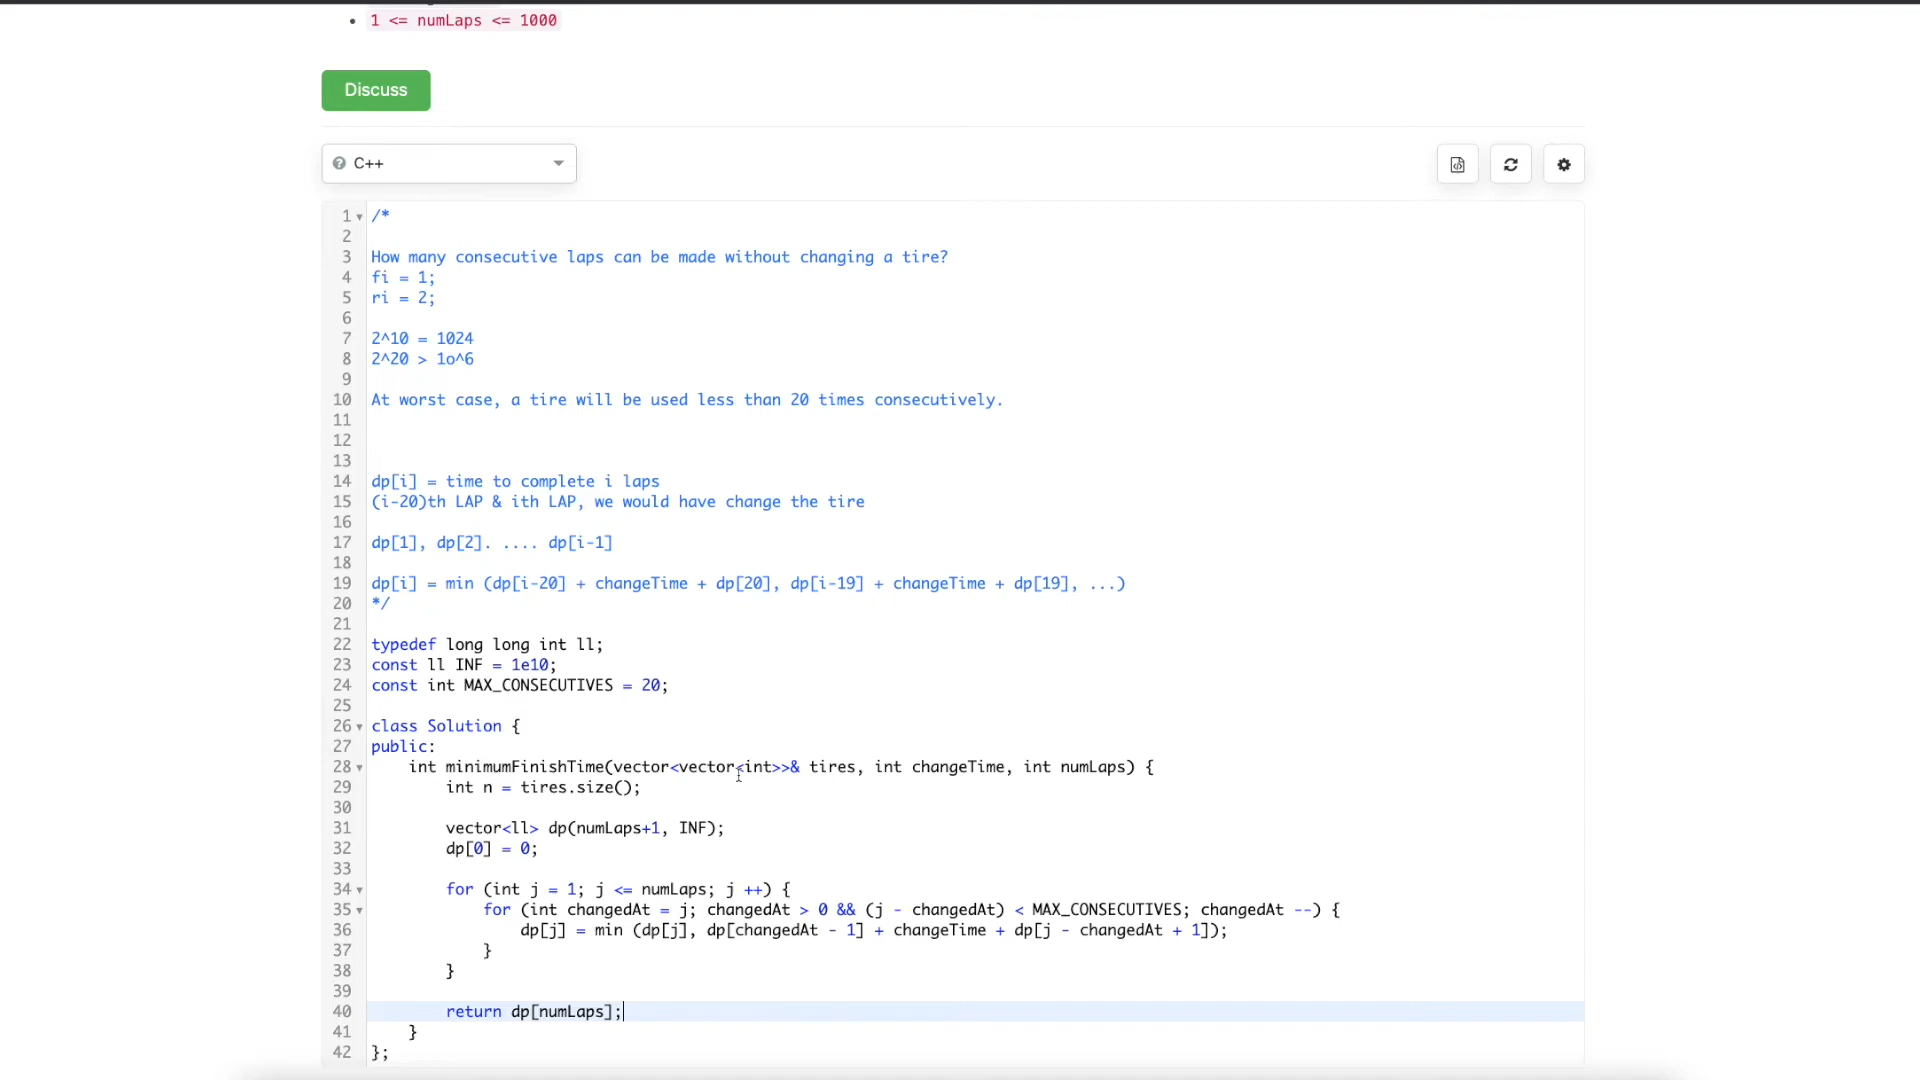 1 <= numLaps <= 1000
Discuss
C++
1 /*
2
3 How many consecutive laps can be made without changing a tire?
4 fi = 1;
5 ri = 2;
6
7 2^10 = 1024
8 2^20 > 1o^6
9
10 At worst case, a tire will be used less than 20 times consecutively.
11
12
13
14 dp[i] = time to complete i laps
15 (i-20)th LAP & ith LAP, we would have change the tire
16
17 dp[1], dp[2]. .... dp[i-1]
18
19 dp[i] = min (dp[i-20] + changeTime + dp[20], dp[i-19] + changeTime + dp[19], ...)
20 */
21
22 typedef long long int ll;
23 const ll INF = 1e10;
24 const int MAX_CONSECUTIVES = 20;
25
26 class Solution {
27 public:
28     int minimumFinishTime(vector<vector<int>>& tires, int changeTime, int numLaps) {
29         int n = tires.size();
30
31         vector<ll> dp(numLaps+1, INF);
32         dp[0] = 0;
33
34         for (int j = 1; j <= numLaps; j ++) {
35             for (int changedAt = j; changedAt > 0 && (j - changedAt) < MAX_CONSECUTIVES; changedAt --) {
36                 dp[j] = min (dp[j], dp[changedAt - 1] + changeTime + dp[j - changedAt + 1]);
37             }
38         }
39
40         return dp[numLaps];
41     }
42 };